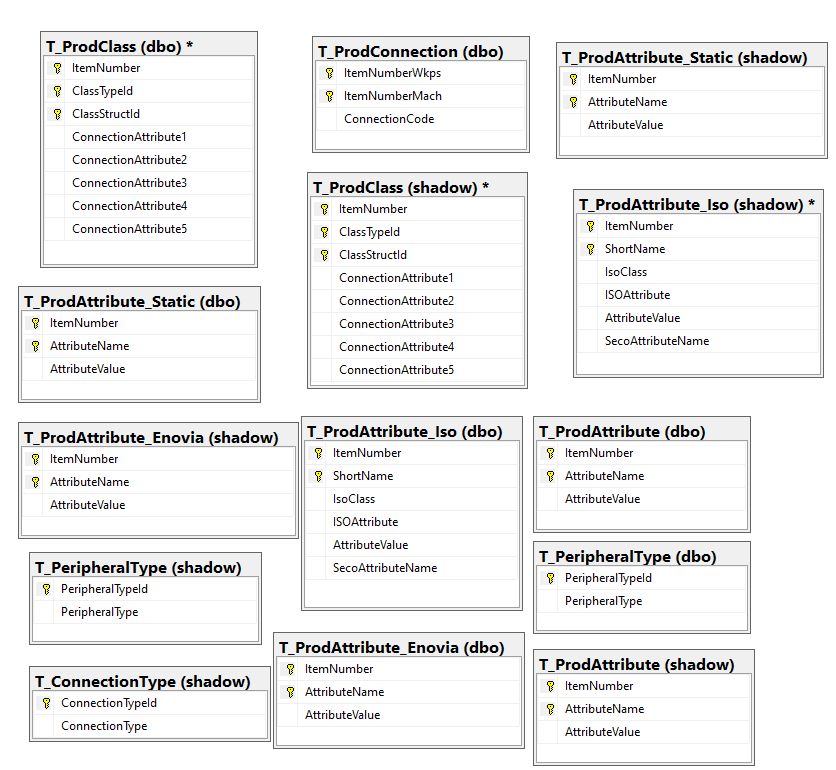 T_ProdClass (dbo) *
ItemNumber
ClassTypeId
ClassStructId
ConnectionAttribute1
ConnectionAttribute2
ConnectionAttribute3
ConnectionAttribute4
ConnectionAttribute5
T_ProdConnection (dbo)
ItemNumberWkps
ItemNumberMach
ConnectionCode
T_ProdAttribute_Static (shadow)
ItemNumber
AttributeName
AttributeValue
T_ProdClass (shadow) *
ItemNumber
ClassTypeId
ClassStructId
ConnectionAttribute1
ConnectionAttribute2
ConnectionAttribute3
ConnectionAttribute4
ConnectionAttribute5
T_ProdAttribute_Iso (shadow) *
ItemNumber
ShortName
IsoClass
ISOAttribute
AttributeValue
SecoAttributeName
T_ProdAttribute_Static (dbo)
ItemNumber
AttributeName
AttributeValue
T_ProdAttribute_Enovia (shadow)
ItemNumber
AttributeName
AttributeValue
T_ProdAttribute_Iso (dbo)
ItemNumber
ShortName
IsoClass
ISOAttribute
AttributeValue
SecoAttributeName
T_ProdAttribute (dbo)
ItemNumber
AttributeName
AttributeValue
T_PeripheralType (shadow)
PeripheralTypeId
PeripheralType
T_PeripheralType (dbo)
PeripheralTypeId
PeripheralType
T_ConnectionType (shadow)
ConnectionTypeId
ConnectionType
T_ProdAttribute_Enovia (dbo)
ItemNumber
AttributeName
AttributeValue
T_ProdAttribute (shadow)
ItemNumber
AttributeName
AttributeValue